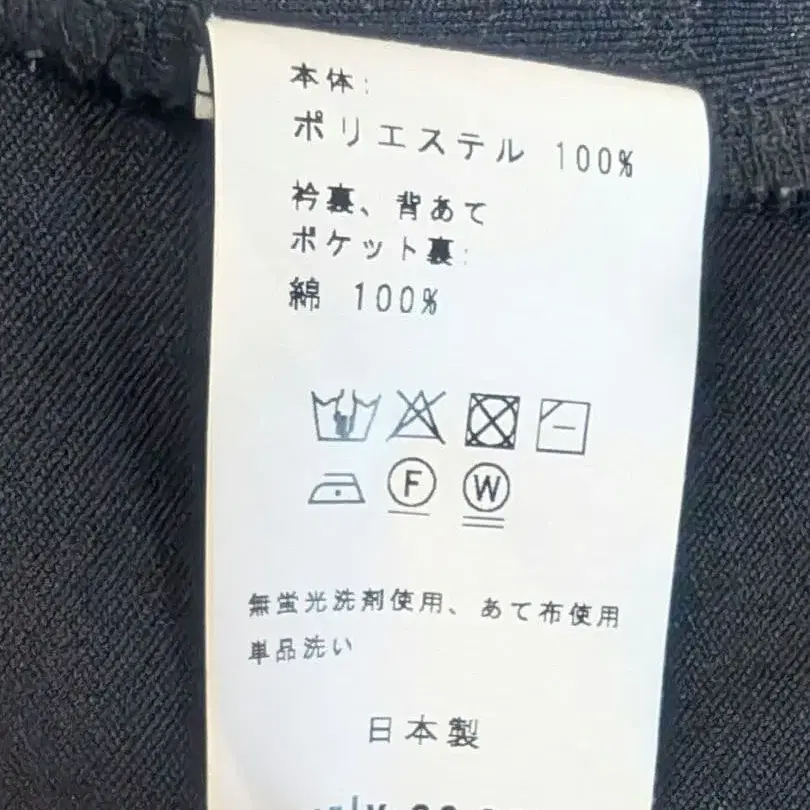 本体:
ポリエステル 100%
衿裏、背あて
ポケット裏:
綿 100%
F W
無蛍光洗剤使用、あて布使用
単品洗い
日本製